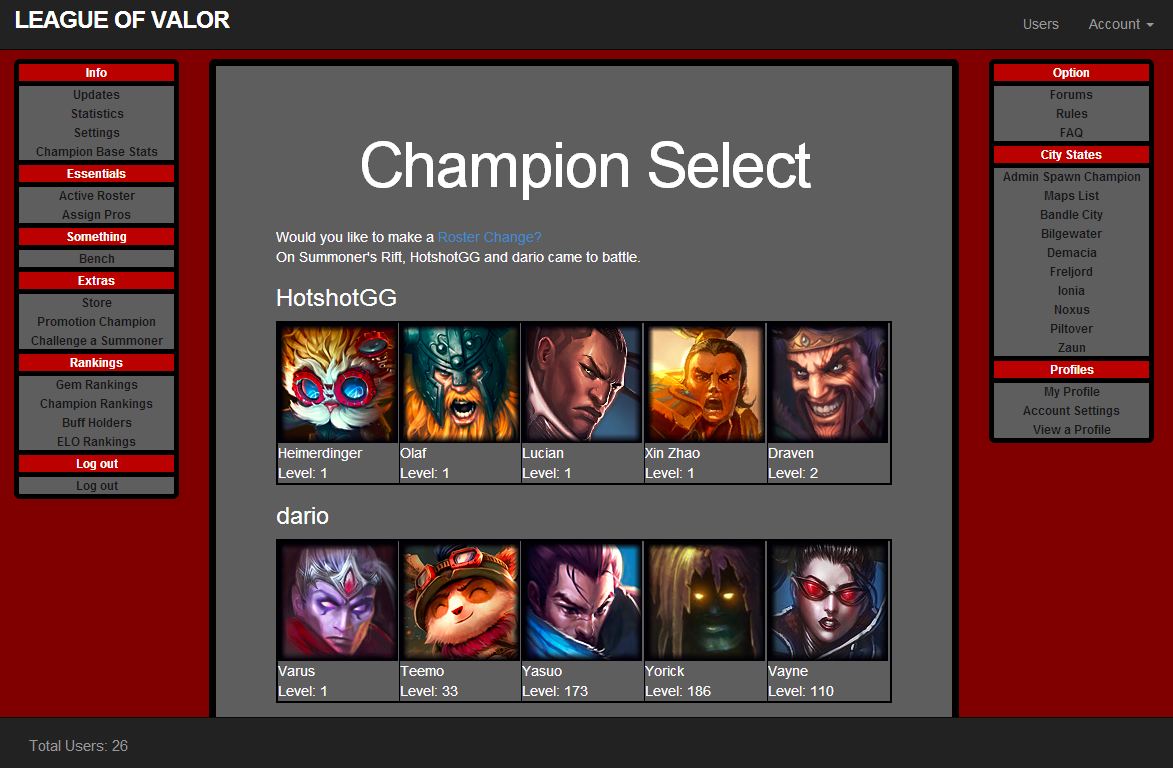 LEAGUE OF VALOR
Users
Account
Info
Updates
Statistics
Settings
Champion Base Stats
Essentials
Active Roster
Assign Pros
Something
Bench
Extras
Store
Promotion Champion
Challenge a Summoner
Rankings
Gem Rankings
Champion Rankings
Buff Holders
ELO Rankings
Log out
Log out
Champion Select
Would you like to make a Roster Change?
On Summoner's Rift, HotshotGG and dario came to battle.
HotshotGG
Heimerdinger
Level: 1
Olaf
Level: 1
Lucian
Level: 1
Xin Zhao
Level: 1
Draven
Level: 2
dario
Varus
Level: 1
Teemo
Level: 33
Yasuo
Level: 173
Yorick
Level: 186
Vayne
Level: 110
Option
Forums
Rules
FAQ
City States
Admin Spawn Champion
Maps List
Bandle City
Bilgewater
Demacia
Freljord
Ionia
Noxus
Piltover
Zaun
Profiles
My Profile
Account Settings
View a Profile
Total Users: 26